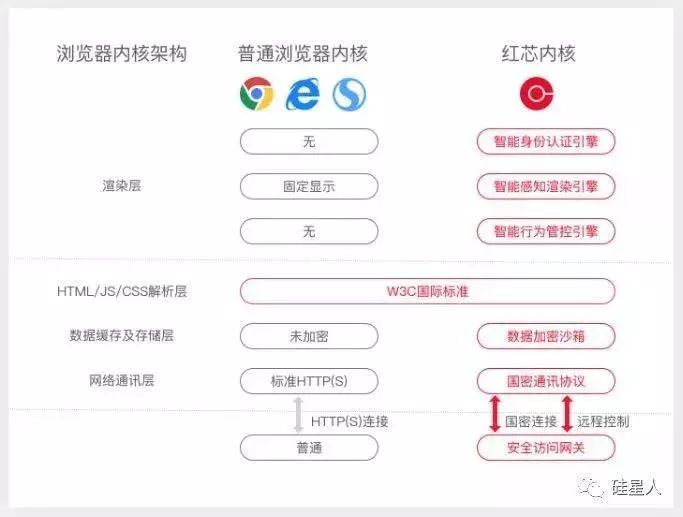 浏览器内核架构 普通浏览器内核 红芯内核
无 智能身份认证引擎
渲染层 固定显示 智能感知渲染引擎
无 智能行为管控引擎
HTML/JS/CSS解析层 W3C国际标准
数据缓存及存储层 未加密 数据加密沙箱
网络通讯层 标准HTTP(S) 国密通讯协议
HTTP(S)连接 国密连接 远程控制
普通 安全访问网关
硅星人